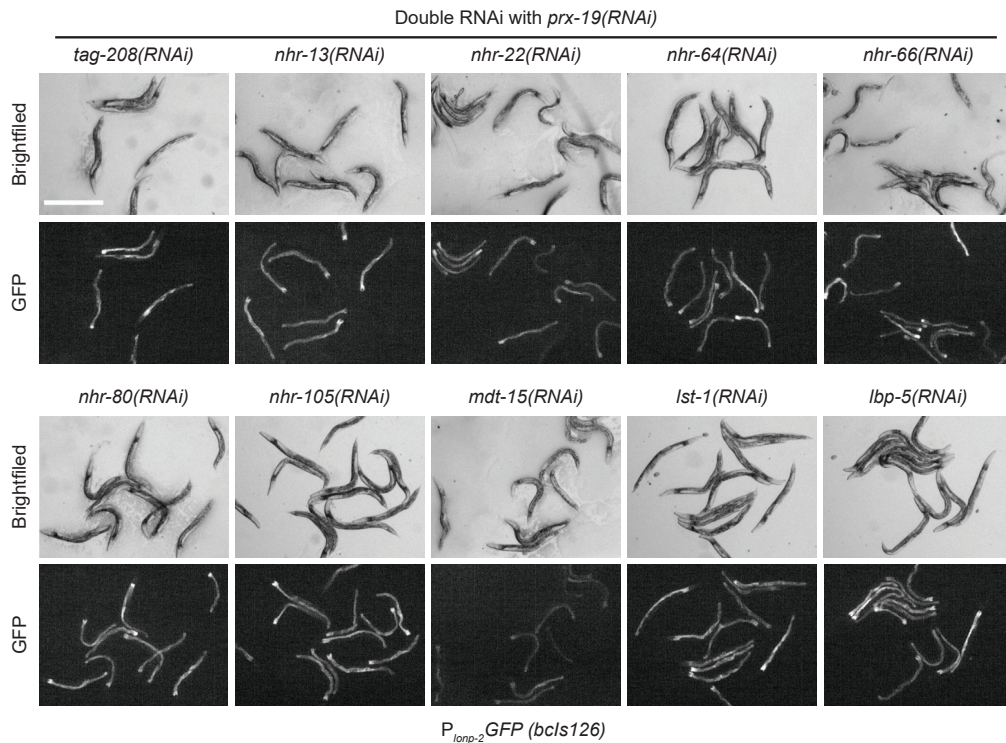 Double RNAi with prx-19(RNAi)
tag-208(RNAi) nhr-13(RNAi) nhr-22(RNAi) nhr-64(RNAi) nhr-66(RNAi)
Brightfiled
GFP
nhr-80(RNAi) nhr-105(RNAi) mdt-15(RNAi) lst-1(RNAi) lbp-5(RNAi)
Brightfiled
GFP
Plonp-2GFP (bcIs126)